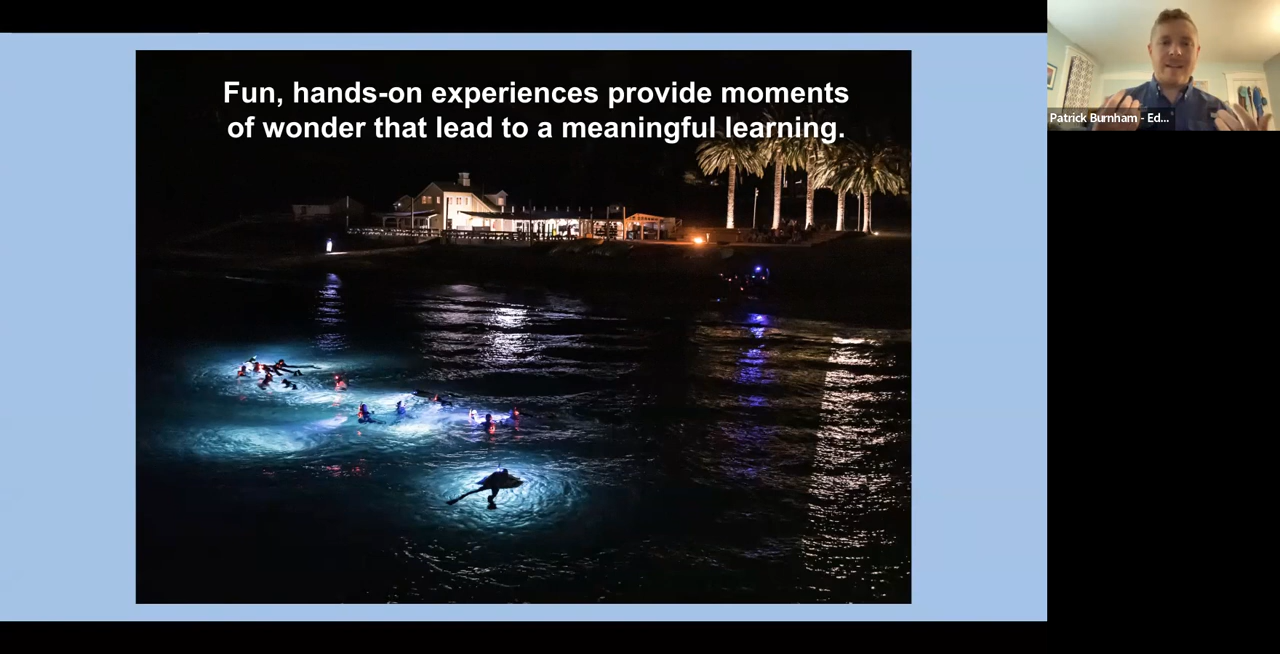 Fun, hands-on experiences provide moments
of wonder that lead to a meaningful learning.
Patrick Burnham - Ed...